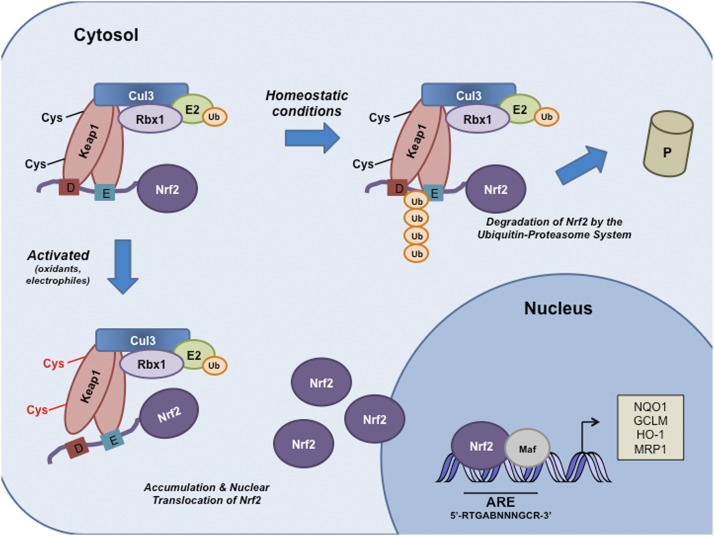 Cytosol
Cul3
Rbx1
E2
Ub
Cys
Cys
Keap1
D
E
Nrf2
Homeostatic
conditions
Cul3
Rbx1
E2
Ub
Cys
Cys
Keap1
D
E
Nrf2
Ub
Ub
Ub
Ub
P
Degradation of Nrf2 by the
Ubiquitin-Proteasome System
Activated
(oxidants,
electrophiles)
Cul3
Rbx1
E2
Ub
Cys
Cys
Keap1
D
E
Nrf2
Accumulation & Nuclear
Translocation of Nrf2
Nrf2
Nrf2
Nrf2
Nucleus
Nrf2
Maf
NQO1
GCLM
HO-1
MRP1
ARE
5'-RTGABNNNGCR-3'